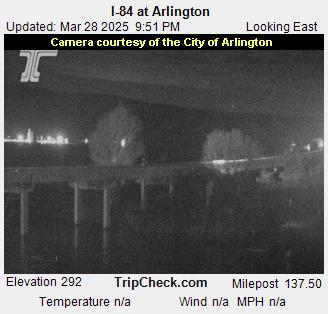 I-84 at Arlington
Updated: Mar 28 2025 9:51 PM Looking East
Camera courtesy of the City of Arlington
Elevation 292 TripCheck.com Milepost 137.50
Temperature n/a Wind n/a MPH n/a